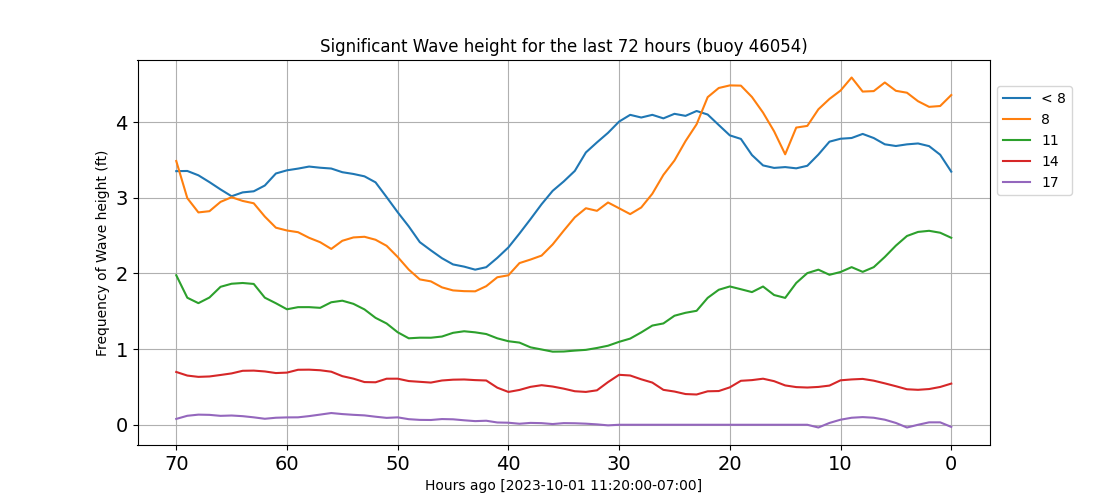 Significant Wave height for the last 72 hours (buoy 46054)
< 8
8
11
14
17
Frequency of Wave height (ft)
4
3
2
1
0
70 60 50 40 30 20 10 0
Hours ago [2023-10-01 11:20:00-07:00]